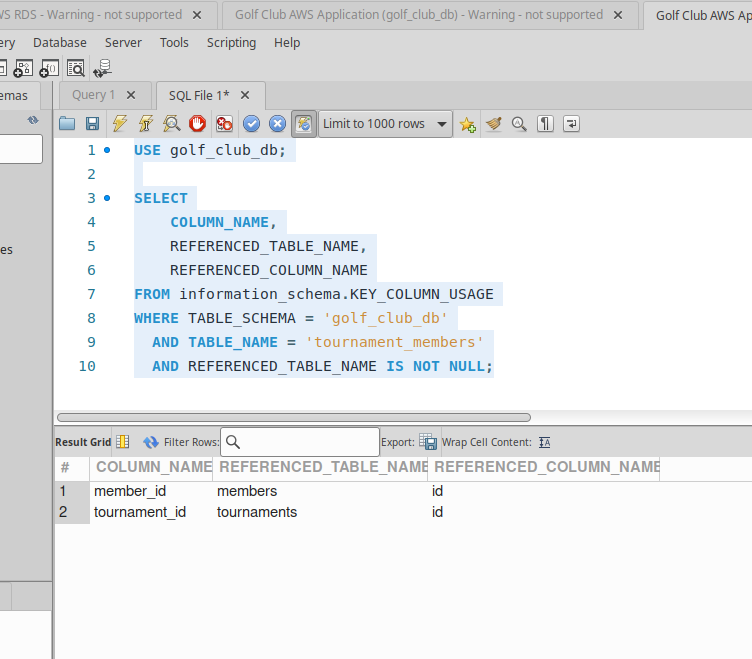 WS RDS - Warning - not supported × Golf Club AWS Application (golf_club_db) - Warning - not supported × Golf Club AWS Ap
ery Database Server Tools Scripting Help
emas Query 1 × SQL File 1* ×
Limit to 1000 rows
es
1 USE golf_club_db;
2
3 SELECT
4 COLUMN_NAME,
5 REFERENCED_TABLE_NAME,
6 REFERENCED_COLUMN_NAME
7 FROM information_schema.KEY_COLUMN_USAGE
8 WHERE TABLE_SCHEMA = 'golf_club_db'
9 AND TABLE_NAME = 'tournament_members'
10 AND REFERENCED_TABLE_NAME IS NOT NULL;
Result Grid Filter Rows: Export: Wrap Cell Content:
# COLUMN_NAME REFERENCED_TABLE_NAME REFERENCED_COLUMN_NAME
1 member_id members id
2 tournament_id tournaments id